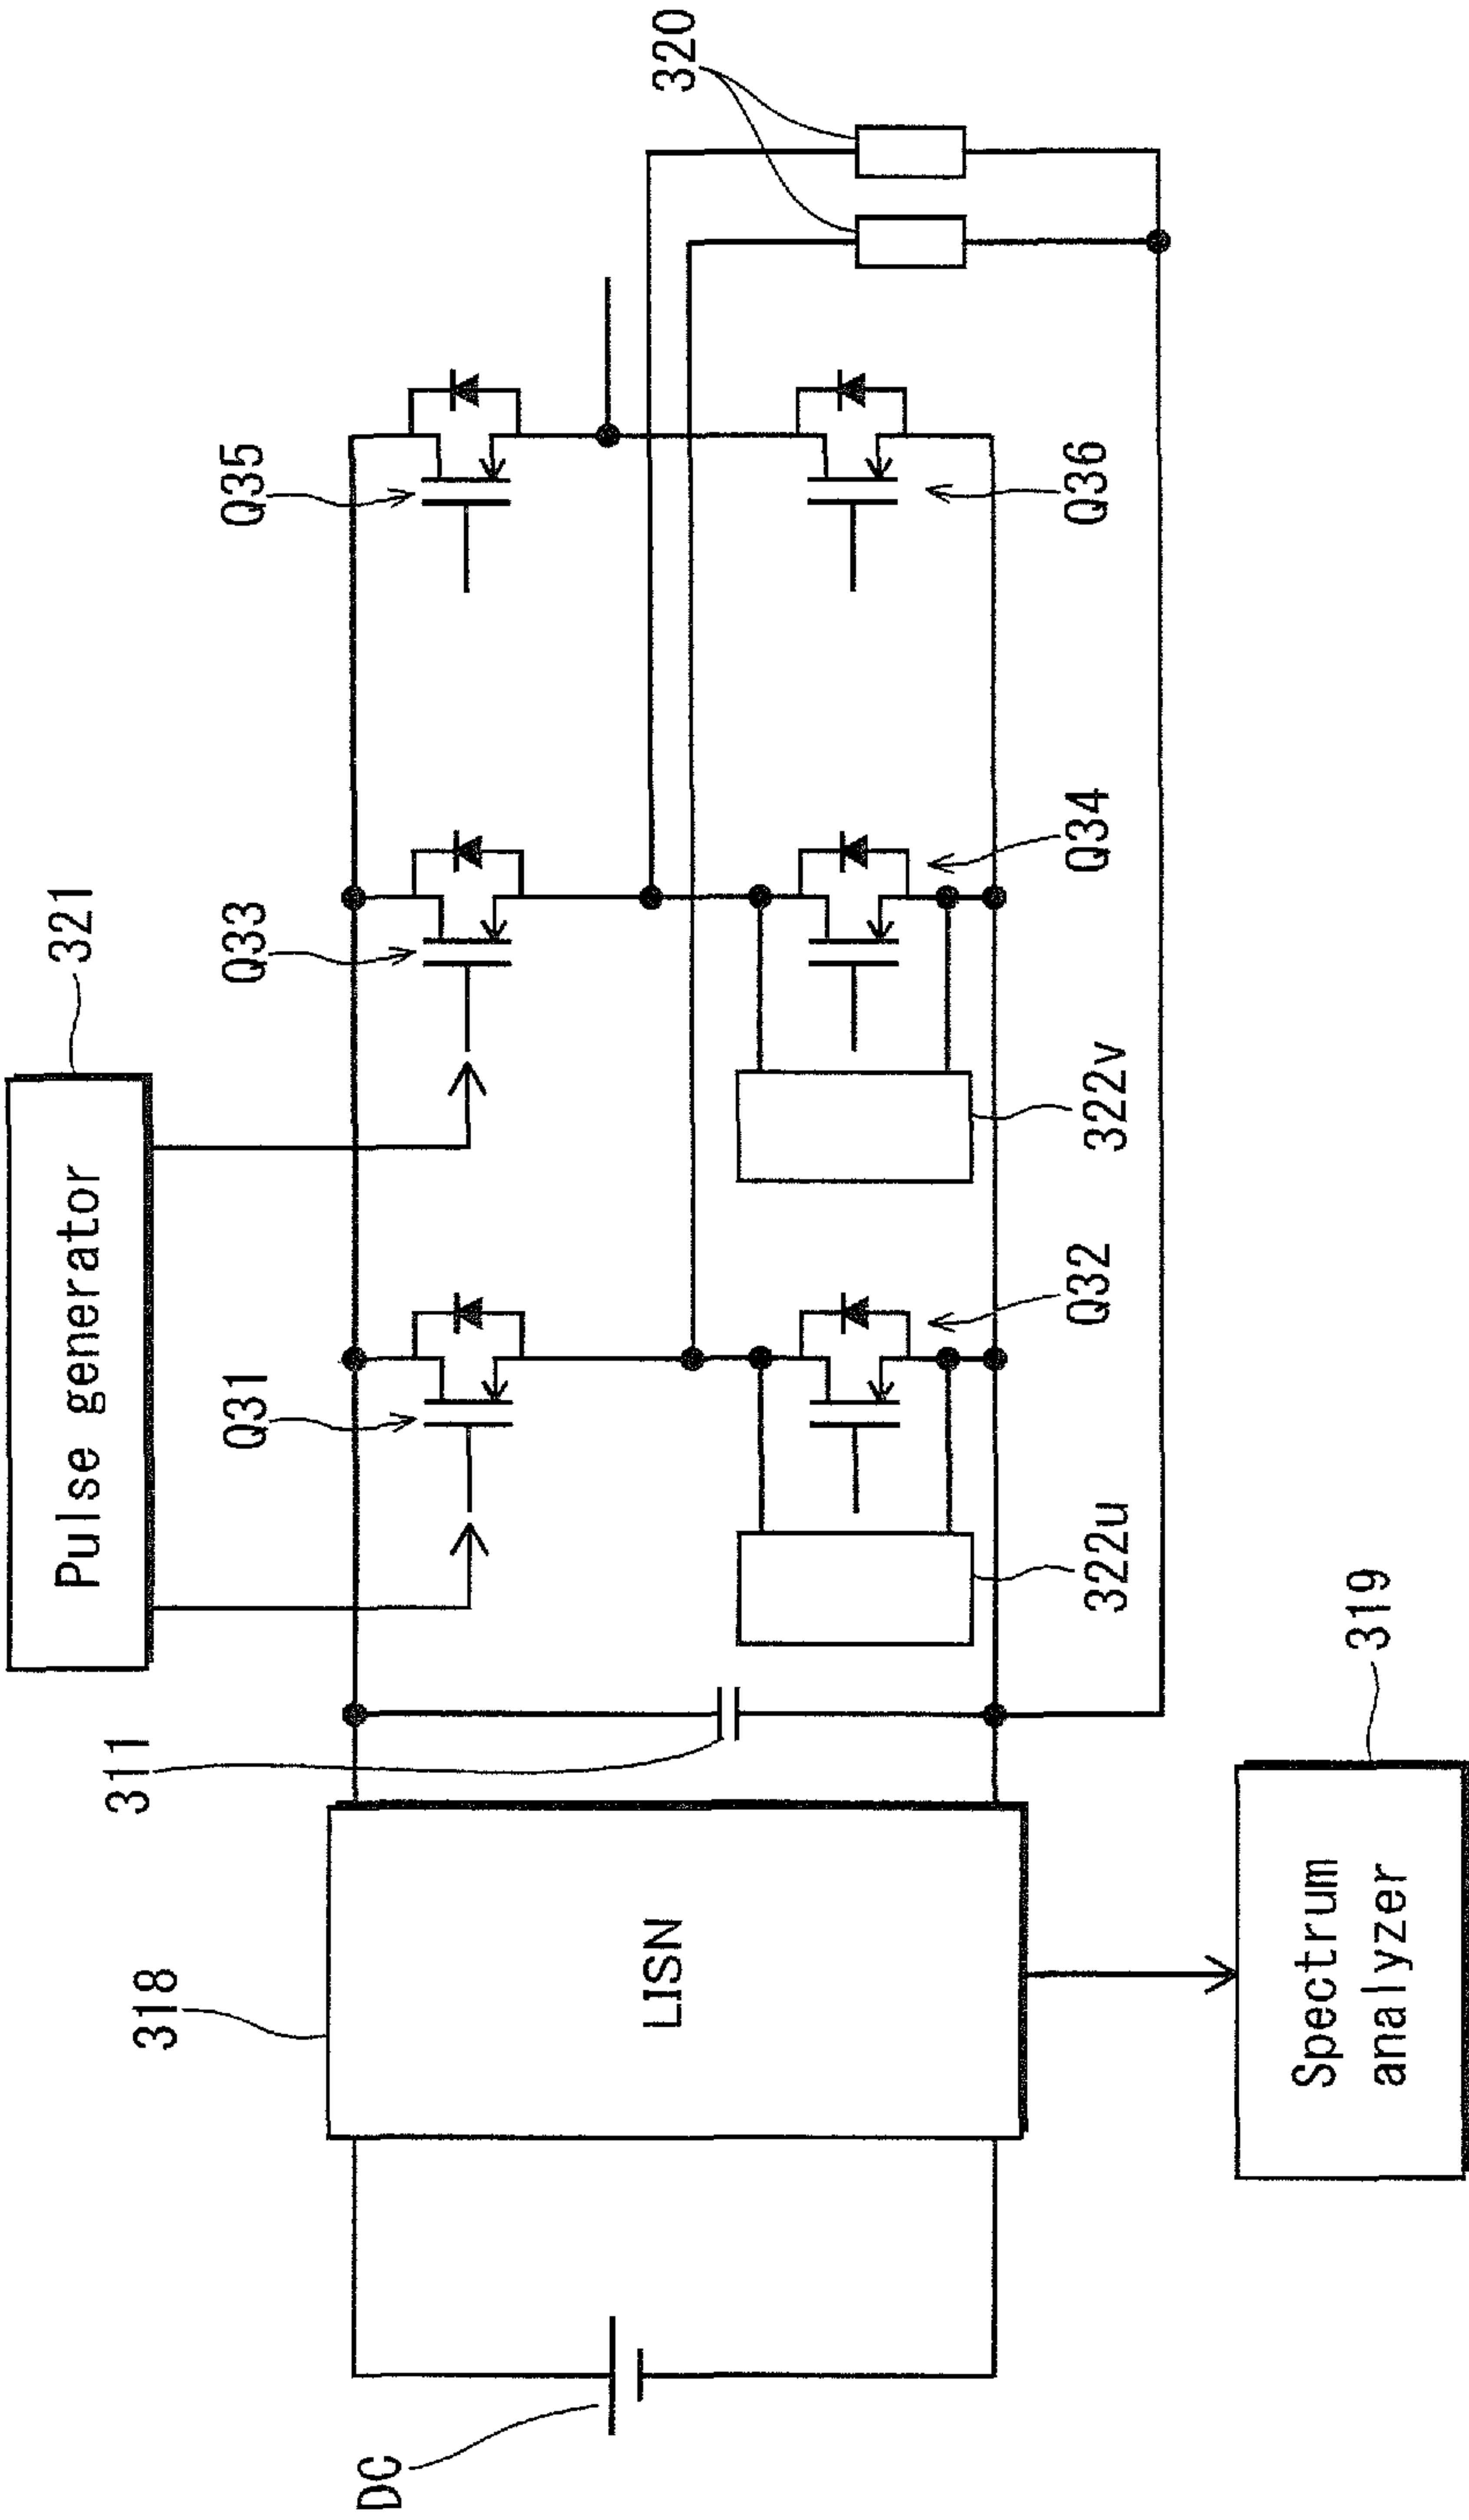 Pulse generator
321
Q31
Q33
Q35
320
311
318
LISN
DC
322u
Q32
322v
Q34
Q36
319
Spectrum
analyzer